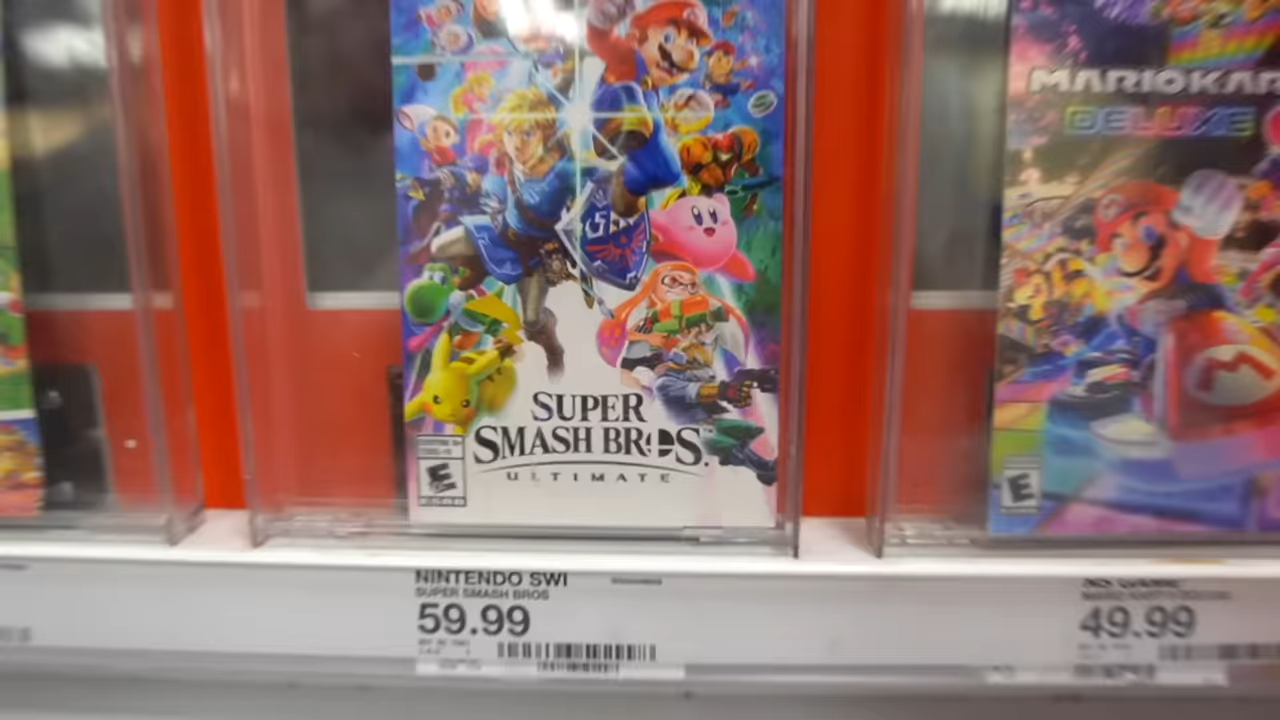 SUPER
SMASH BROS.
ULTIMATE
E
MARIOKAR
DELUXE
E
NINTENDO SWI
SUPER SMASH BROS
59.99
49.99